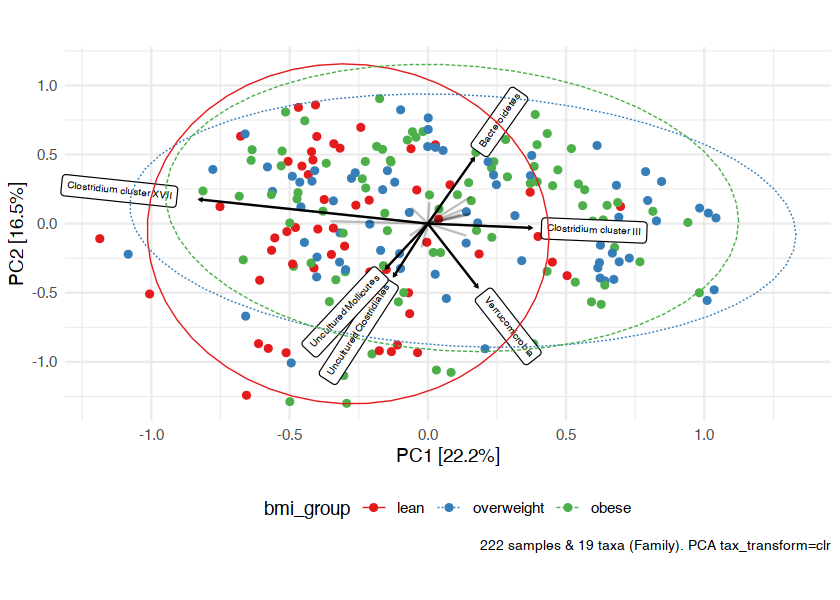 PC2 [16.5%]
1.0
0.5
0.0
-0.5
-1.0
Bacteroidetes
Clostridium cluster XVII
Clostridium cluster III
Uncultured Mollicutes
Uncultured Clostridiales
Verrucomicrobia
-1.0 -0.5 0.0 0.5 1.0
PC1 [22.2%]
bmi_group lean overweight obese
222 samples & 19 taxa (Family). PCA tax_transform=clr